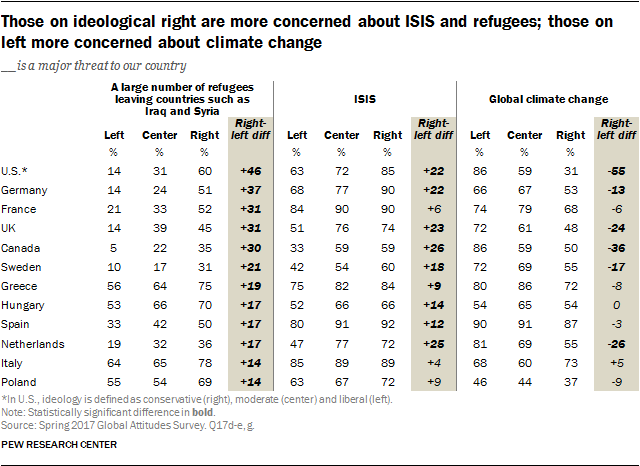 Those on ideological right are more concerned about ISIS and refugees; those on
left more concerned about climate change
__is a major threat to our country
A large number of refugees
leaving countries such as
Iraq and Syria
ISIS
Global climate change
Left Center Right Right-left diff Left Center Right Right-left diff Left Center Right Right-left diff
% % % % % % % % %
U.S.* 14 31 60 +46 63 72 85 +22 86 59 31 -55
Germany 14 24 51 +37 68 77 90 +22 66 67 53 -13
France 21 33 52 +31 84 90 90 +6 74 79 68 -6
UK 14 39 45 +31 51 76 74 +23 72 61 48 -24
Canada 5 22 35 +30 33 59 59 +26 86 59 50 -36
Sweden 10 17 31 +21 42 54 60 +18 72 69 55 -17
Greece 56 64 75 +19 75 82 84 +9 80 86 72 -8
Hungary 53 66 70 +17 52 66 66 +14 54 65 54 0
Spain 33 42 50 +17 80 91 92 +12 90 91 87 -3
Netherlands 19 32 36 +17 47 77 72 +25 81 69 55 -26
Italy 64 65 78 +14 85 89 89 +4 68 60 73 +5
Poland 55 54 69 +14 63 67 72 +9 46 44 37 -9
*In U.S., ideology is defined as conservative (right), moderate (center) and liberal (left).
Note: Statistically significant difference in bold.
Source: Spring 2017 Global Attitudes Survey. Q17d-e, g.
PEW RESEARCH CENTER